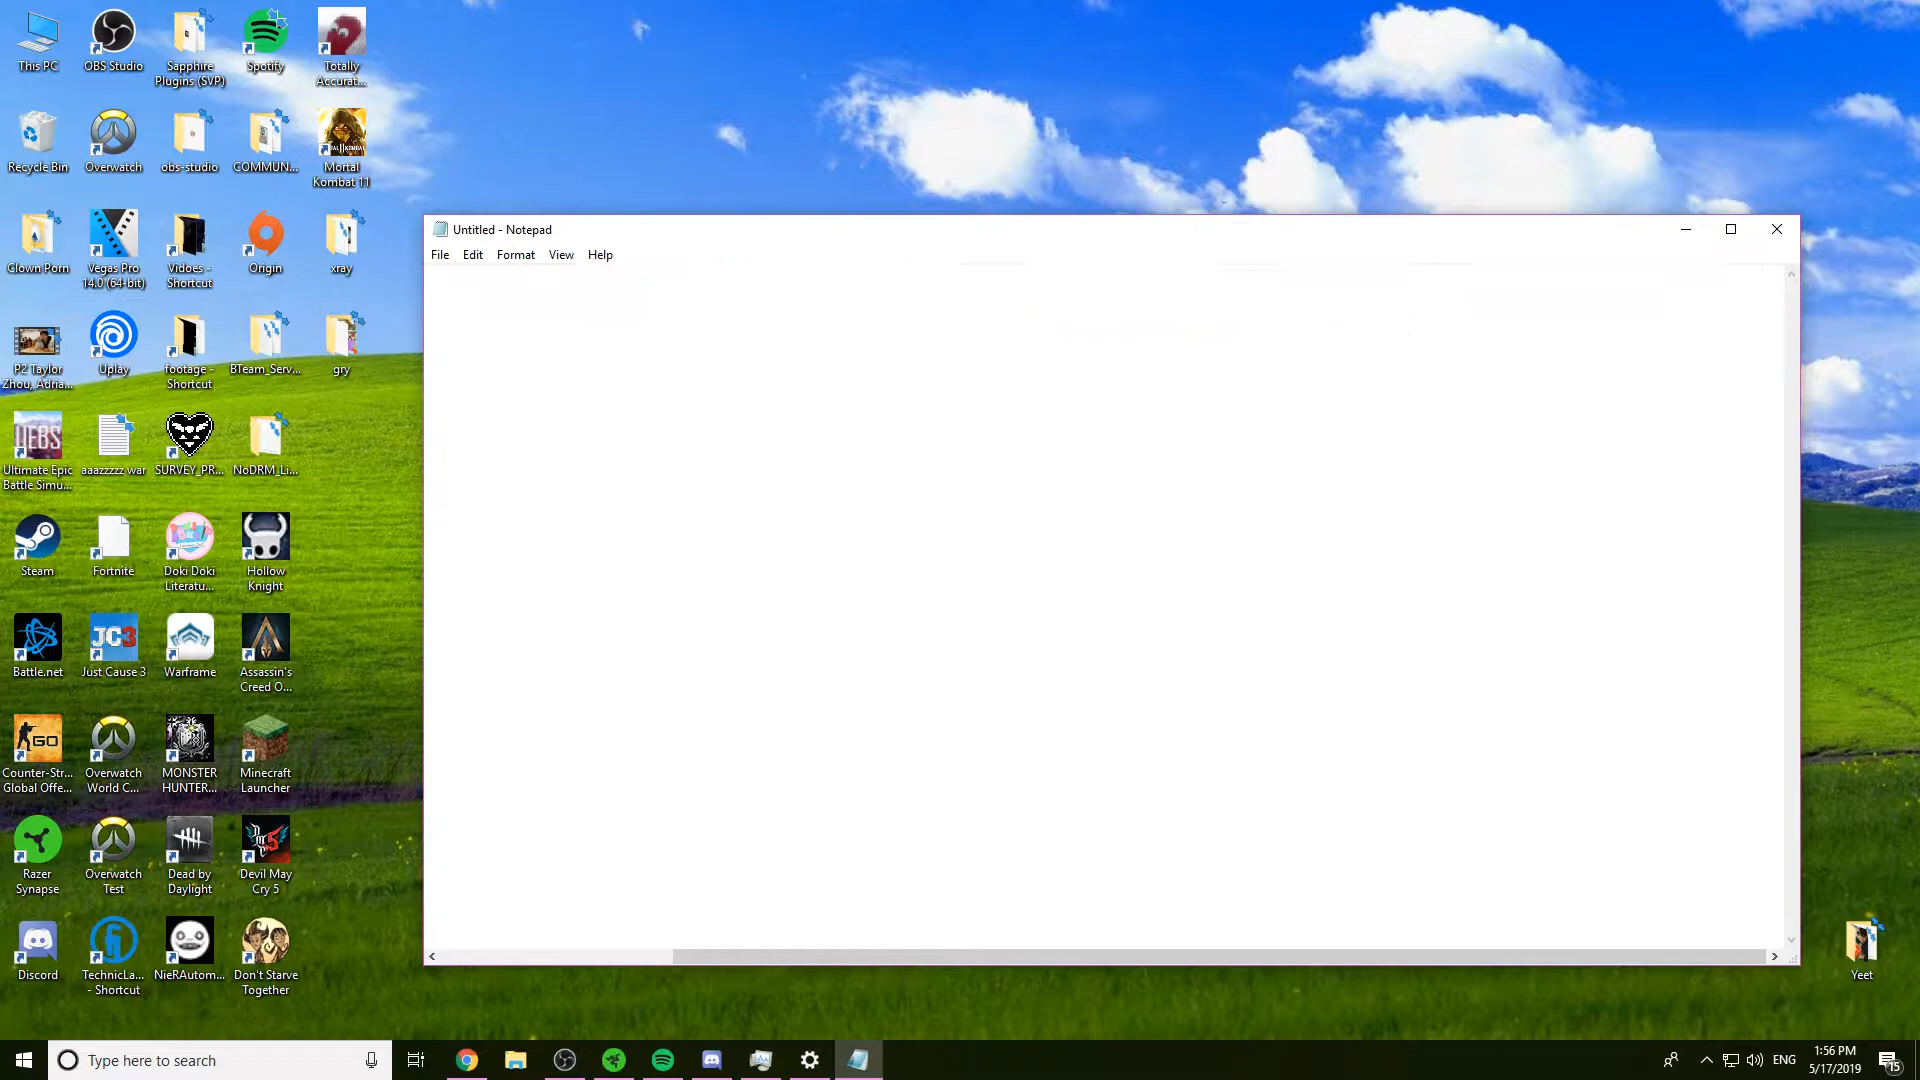 This PC
OBS Studio
Sapphire
Plugins (SVP)
Spotify
Totally
Accurat...
Recycle Bin
Overwatch
obs-studio
COMMUN...
Mortal
Kombat 11
Clown Porn
Vegas Pro
14.0 (64-bit)
Vidoes -
Shortcut
Origin
xray
P2 Taylor
Zhou, Adria...
Uplay
footage -
Shortcut
BTeam_Serv...
gry
Ultimate Epic
Battle Simu...
aaazzzzz war
SURVEY_PR...
NoDRM_Li...
Steam
Fortnite
Doki Doki
Literatu...
Hollow
Knight
Battle.net
JC3
Just Cause 3
Warframe
Assassin's
Creed O...
GO
Counter-Str...
Global Offe...
Overwatch
World C...
MONSTER
HUNTER...
Minecraft
Launcher
Razer
Synapse
Overwatch
Test
Dead by
Daylight
Devil May
Cry 5
Discord
TechnicLa...
- Shortcut
NieRAutom...
Don't Starve
Together
Untitled - Notepad
File Edit Format View Help
Yeet
Type here to search
ENG
1:56 PM
5/17/2019
15